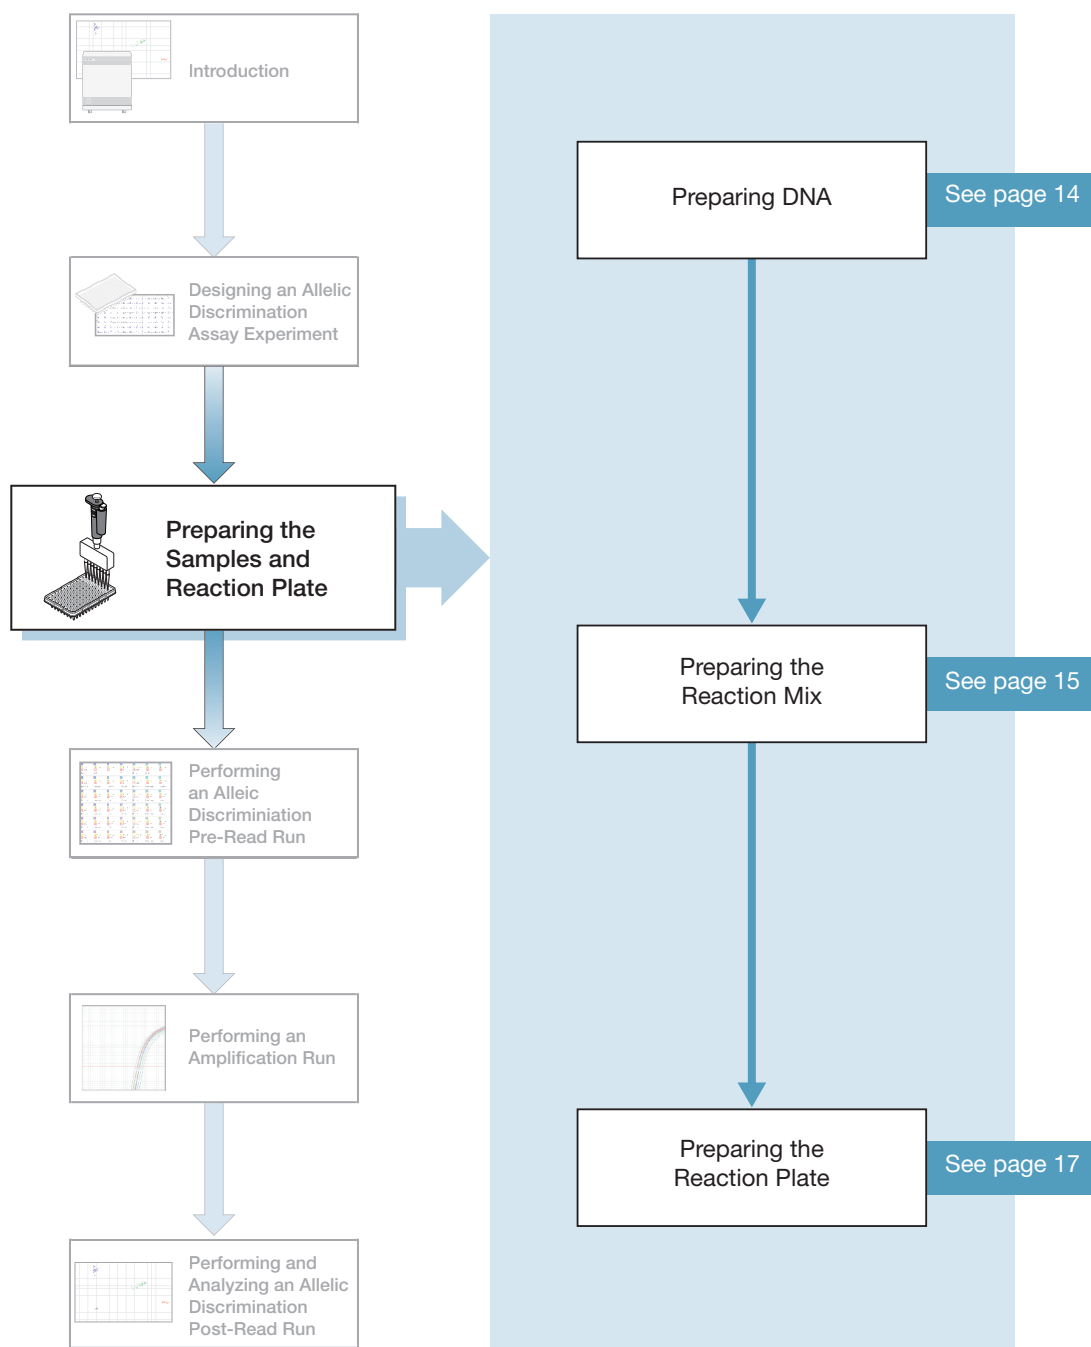 Introduction
Designing an Allelic
Discrimination
Assay Experiment
Preparing the
Samples and
Reaction Plate
Performing
an Alleic
Discriminiation
Pre-Read Run
Performing an
Amplification Run
Performing and
Analyzing an Allelic
Discrimination
Post-Read Run
Preparing DNA
See page 14
Preparing the
Reaction Mix
See page 15
Preparing the
Reaction Plate
See page 17